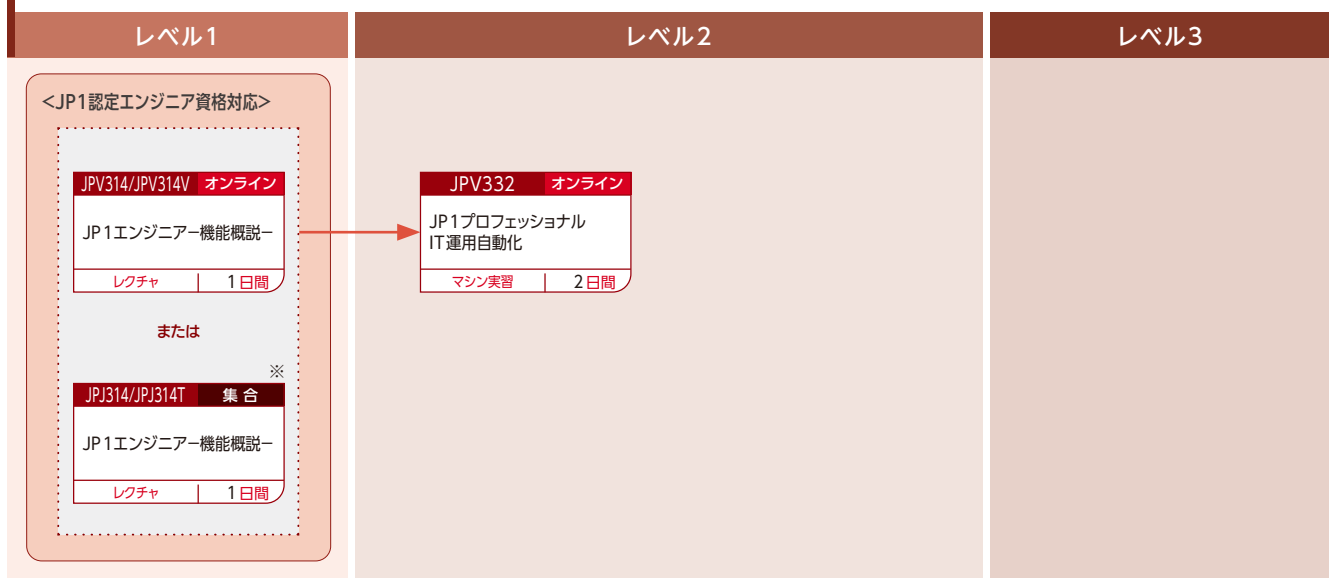 レベル1
レベル2
レベル3
<JP1認定エンジニア資格対応>
JPV314/JPV314V オンライン
JP1エンジニアー機能概説ー
レクチャ 1日間
または
※
JPJ314/JPJ314T 集合
JP1エンジニアー機能概説ー
レクチャ 1日間
JPV332 オンライン
JP1プロフェッショナル
IT運用自動化
マシン実習 2日間